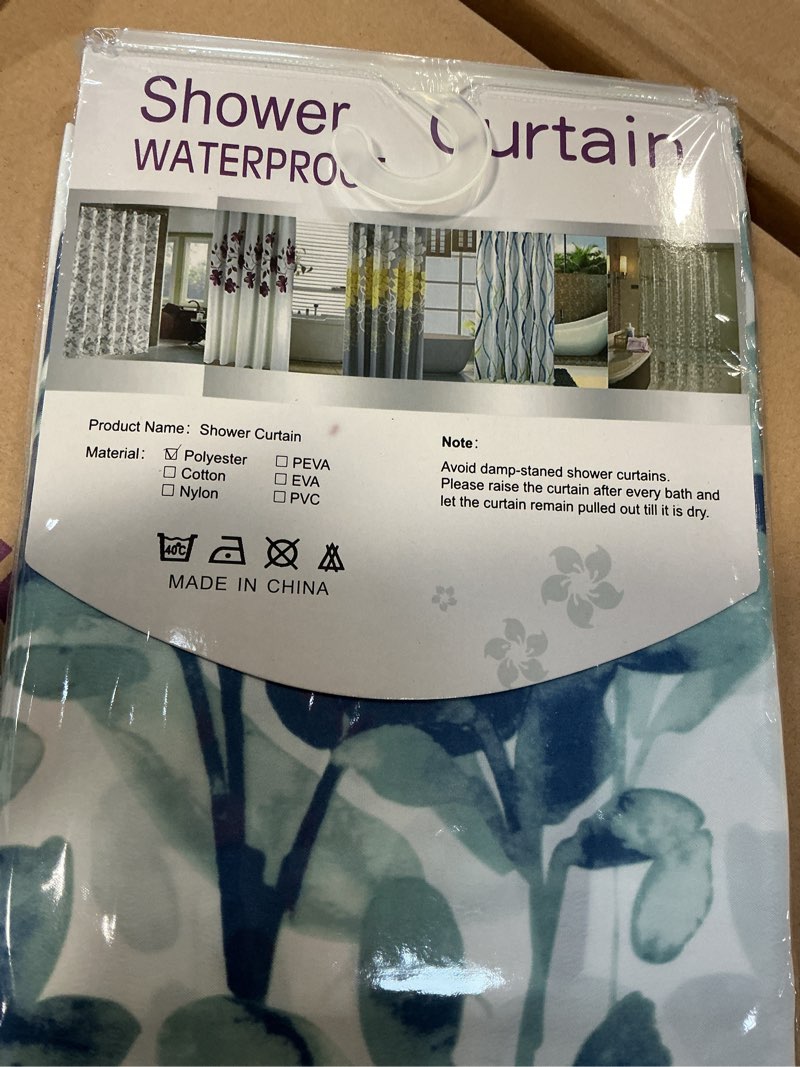 Shower Curtain
WATERPROOF
Product Name: Shower Curtain
Material: ☑ Polyester ☐ PEVA
☐ Cotton ☐ EVA
☐ Nylon ☐ PVC
40℃
MADE IN CHINA
Note:
Avoid damp-staned shower curtains.
Please raise the curtain after every bath and
let the curtain remain pulled out till it is dry.